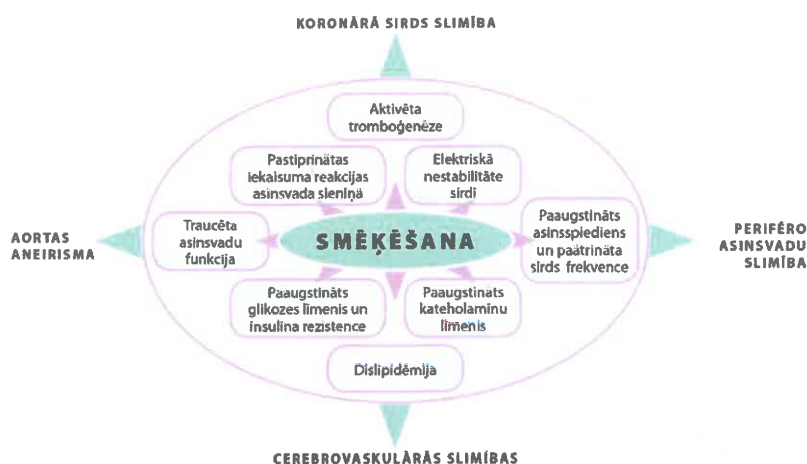 KORONĀRĀ SIRDS SLIMĪBA
Aktivēta
tromboģenēze
Pastiprinātas
iekaisuma reakcijas
asinsvada sieniņā
Elektriskā
nestabilitāte
sirdī
Traucēta
asinsvadu
funkcija
SMĒĶĒŠANA
Paaugstināts
asinsspiediens
un paātrināta
sirds frekvence
AORTAS
ANEIRISMA
PERIFĒRO
ASINSVADU
SLIMĪBA
Paaugstināts
glikozes līmenis un
insulīna rezistence
Paaugstināts
kateholamīnu
līmenis
Dislipidēmija
CEREBROVASKULĀRĀS SLIMĪBAS